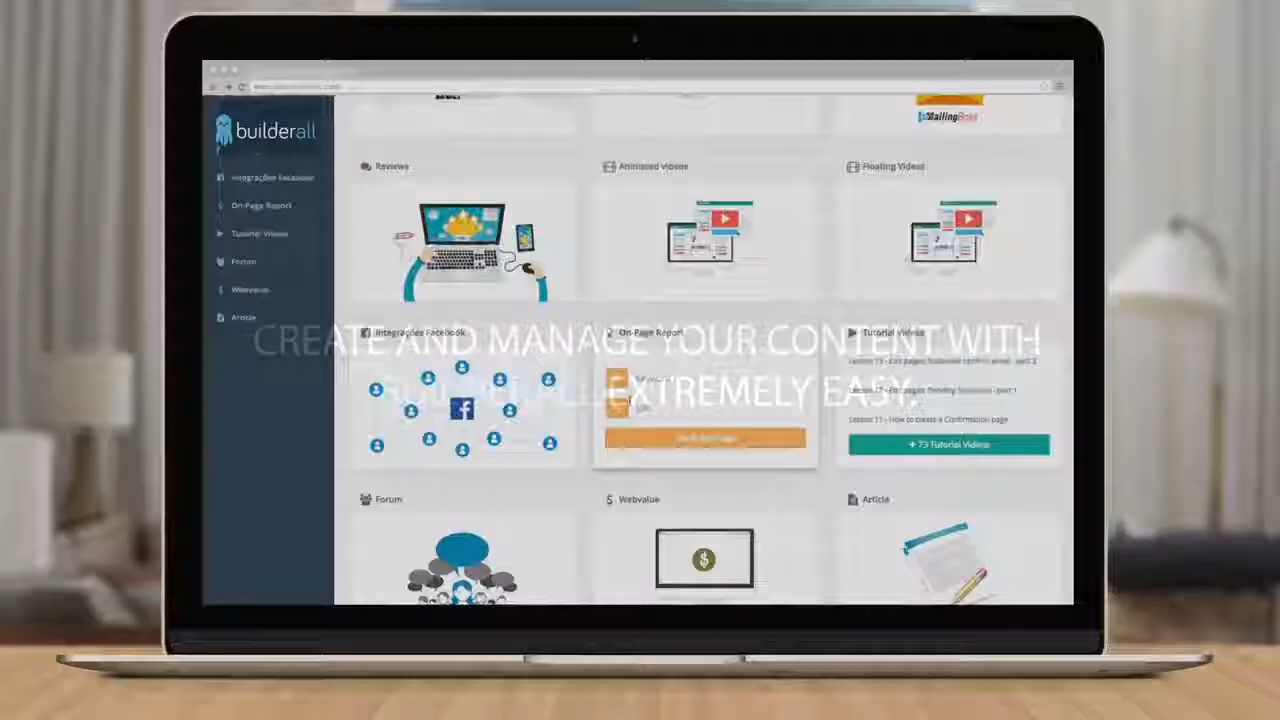 builderall
MailingBoss
Reviews
Animated Videos
Floating Videos
Integrações Facebook
On-Page Report
Tutorial Videos
Forum
Webvalue
Article
Integrações Facebook
On-Page Report
Tutorial Videos
CREATE AND MANAGE YOUR CONTENT WITH
EXTREMELY EASY.
Lesson 11 - How to create a Confirmation page
+ 73 Tutorial Videos
Forum
$ Webvalue
Article